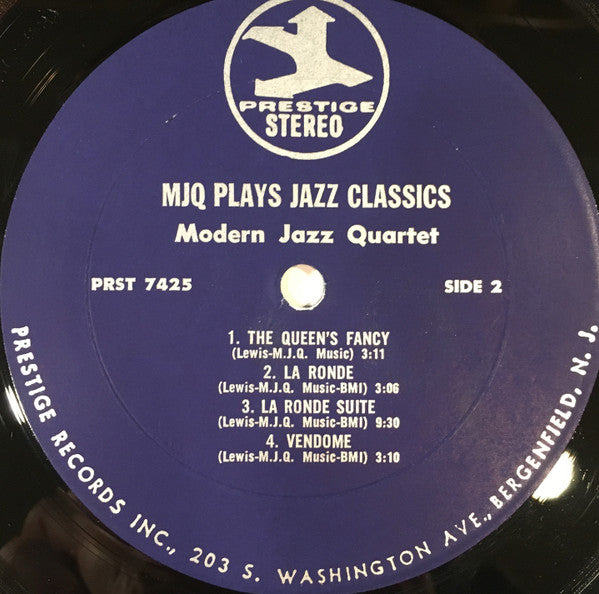 PRESTIGE
STEREO
MJQ PLAYS JAZZ CLASSICS
Modern Jazz Quartet
PRST 7425
SIDE 2
1. THE QUEEN'S FANCY
(Lewis-M.J.Q. Music) 3:11
2. LA RONDE
(Lewis-M.J.Q. Music-BMI) 3:06
3. LA RONDE SUITE
(Lewis-M.J.Q. Music-BMI) 9:30
4. VENDOME
(Lewis-M.J.Q. Music-BMI) 3:10
PRESTIGE RECORDS INC., 203 S. WASHINGTON AVE., BERGENFIELD, N. J.